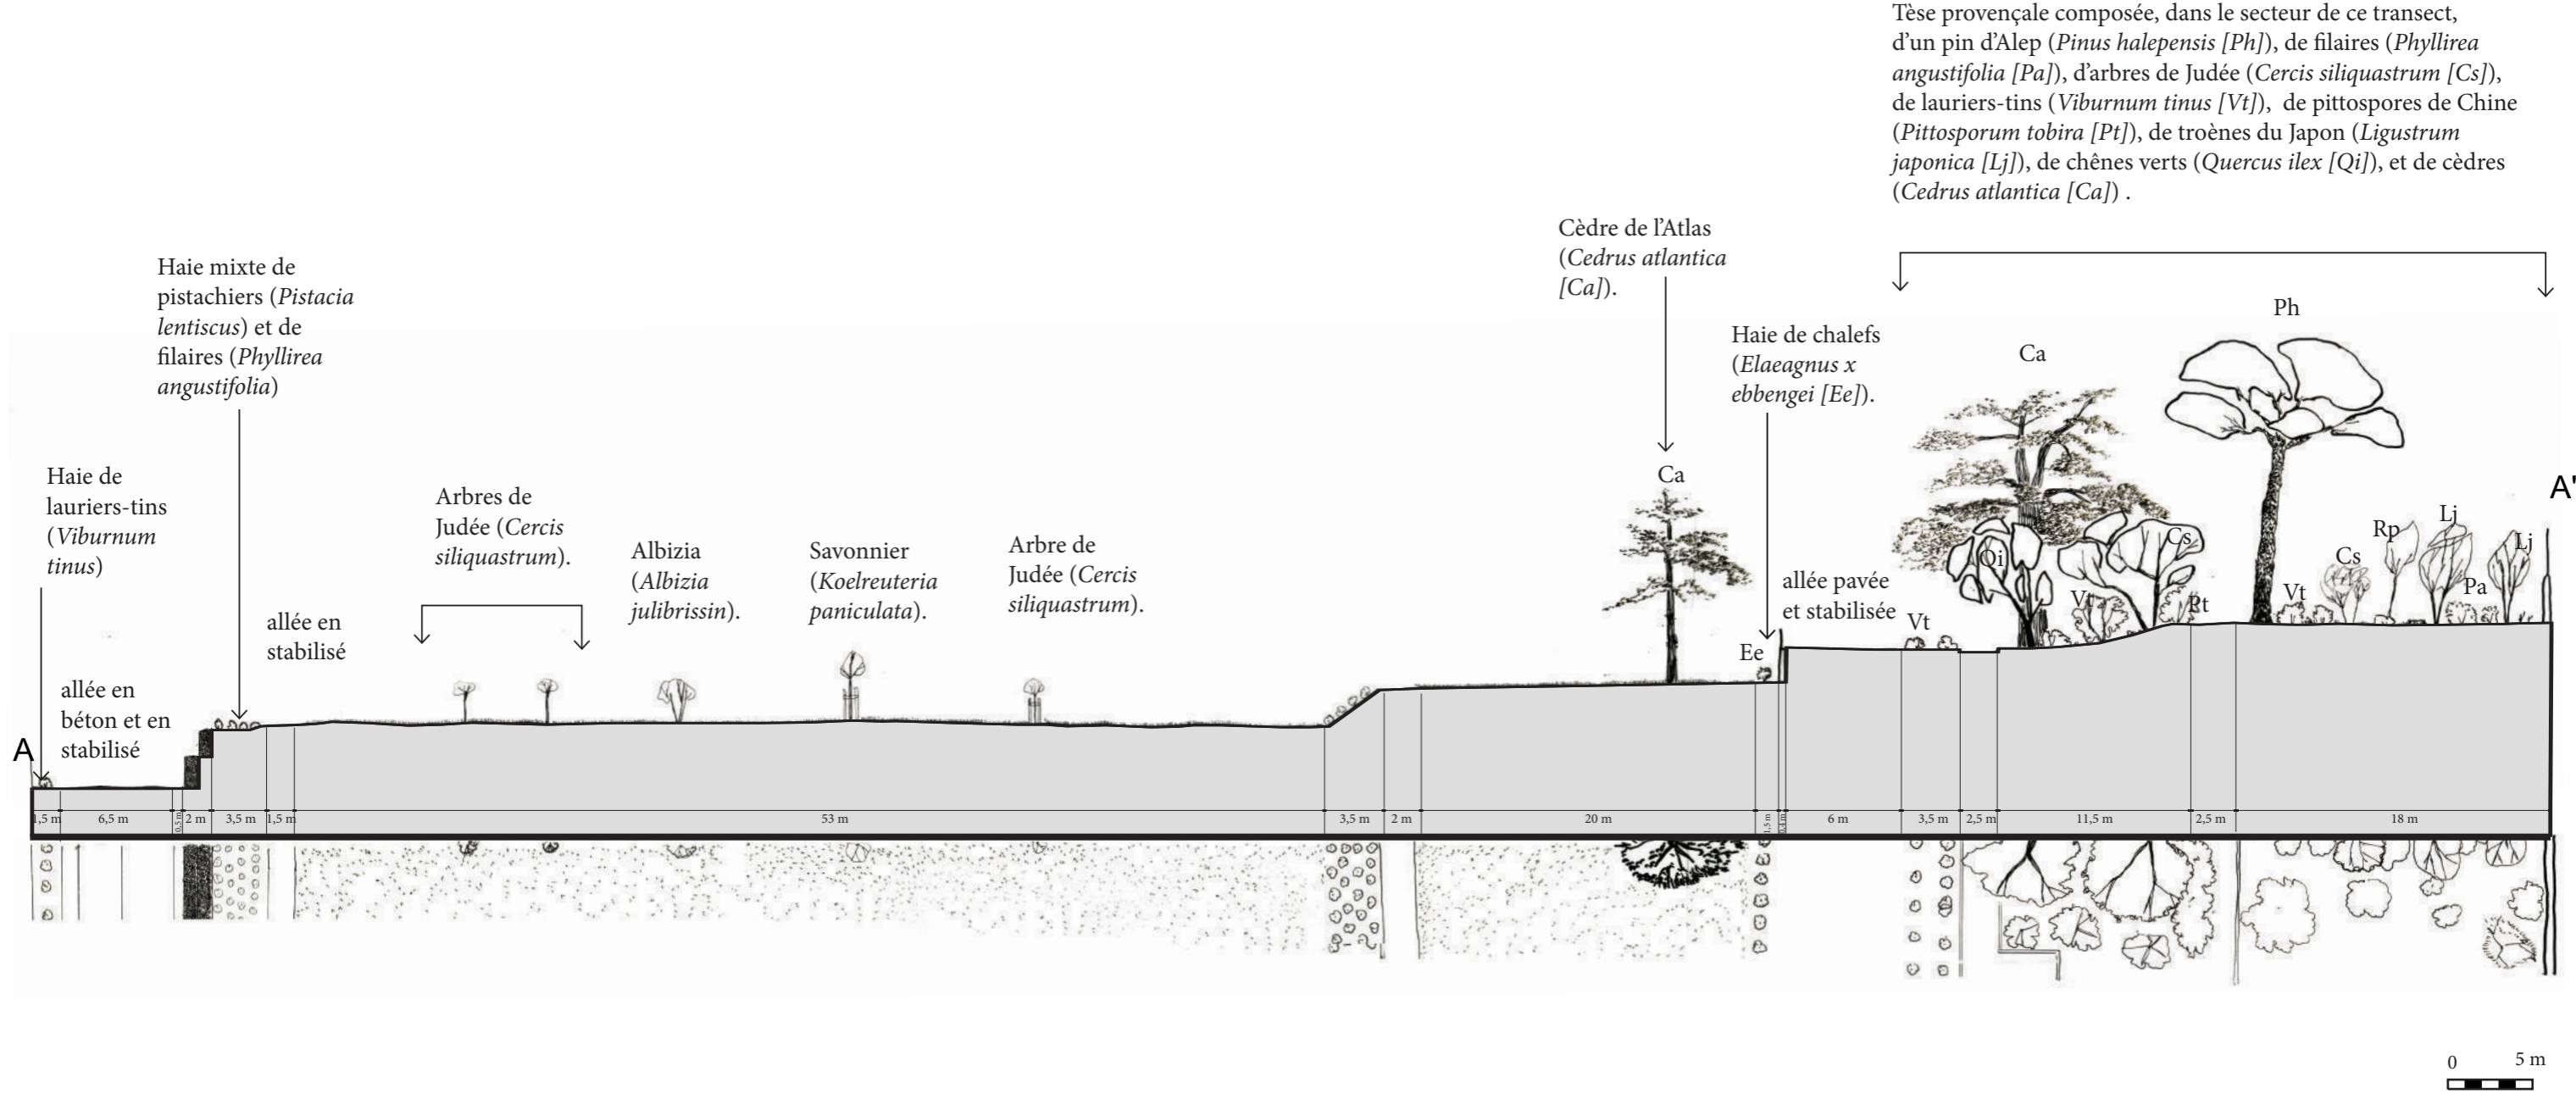 Tèse provençale composée, dans le secteur de ce transect,
d'un pin d'Alep (Pinus halepensis [Ph]), de filaires (Phyllirea
angustifolia [Pa]), d'arbres de Judée (Cercis siliquastrum [Cs]),
de lauriers-tins (Viburnum tinus [Vt]), de pittospores de Chine
(Pittosporum tobira [Pt]), de troènes du Japon (Ligustrum
japonica [Lj]), de chênes verts (Quercus ilex [Qi]), et de cèdres
(Cedrus atlantica [Ca]) .
Cèdre de l'Atlas
(Cedrus atlantica
[Ca]).
Haie mixte de
pistachiers (Pistacia
lentiscus) et de
filaires (Phyllirea
angustifolia)
Haie de chalefs
(Elaeagnus x
ebbengei [Ee]).
Haie de
lauriers-tins
(Viburnum
tinus)
Arbres de
Judée (Cercis
siliquastrum).
Albizia
(Albizia
julibrissin).
Savonnier
(Koelreuteria
paniculata).
Arbre de
Judée (Cercis
siliquastrum).
allée en
stabilisé
allée en
béton et en
stabilisé
allée pavée
et stabilisée
Ph
Ca
Ca
A'
Qi
Cs
Vt
Pt
Vt
Cs
Rp
Lj
Pa
Lj
Vt
Ee
A
1,5 m
6,5 m
0,5 m
2 m
3,5 m
1,5 m
53 m
3,5 m
2 m
20 m
1,5 m
0,4 m
6 m
3,5 m
2,5 m
11,5 m
2,5 m
18 m
0
5 m